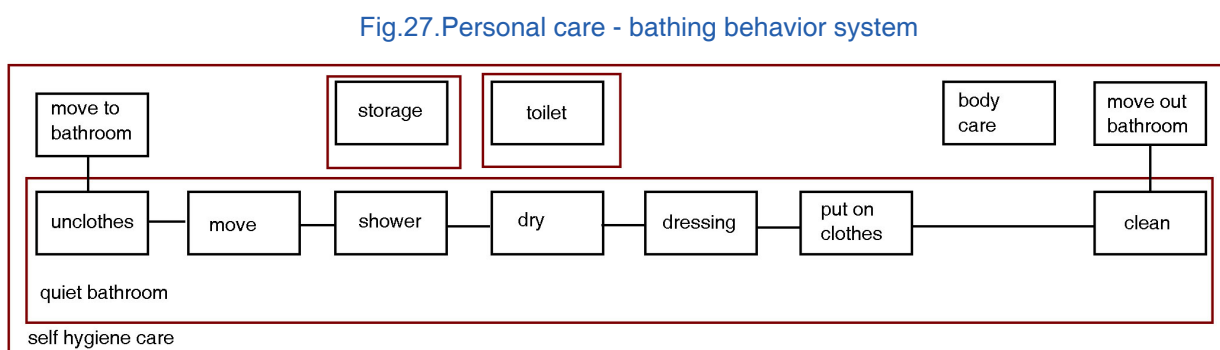 Fig.27.Personal care - bathing behavior system
move to
bathroom
storage
toilet
body
care
move out
bathroom
unclothes
move
shower
dry
dressing
put on
clothes
clean
quiet bathroom
self hygiene care